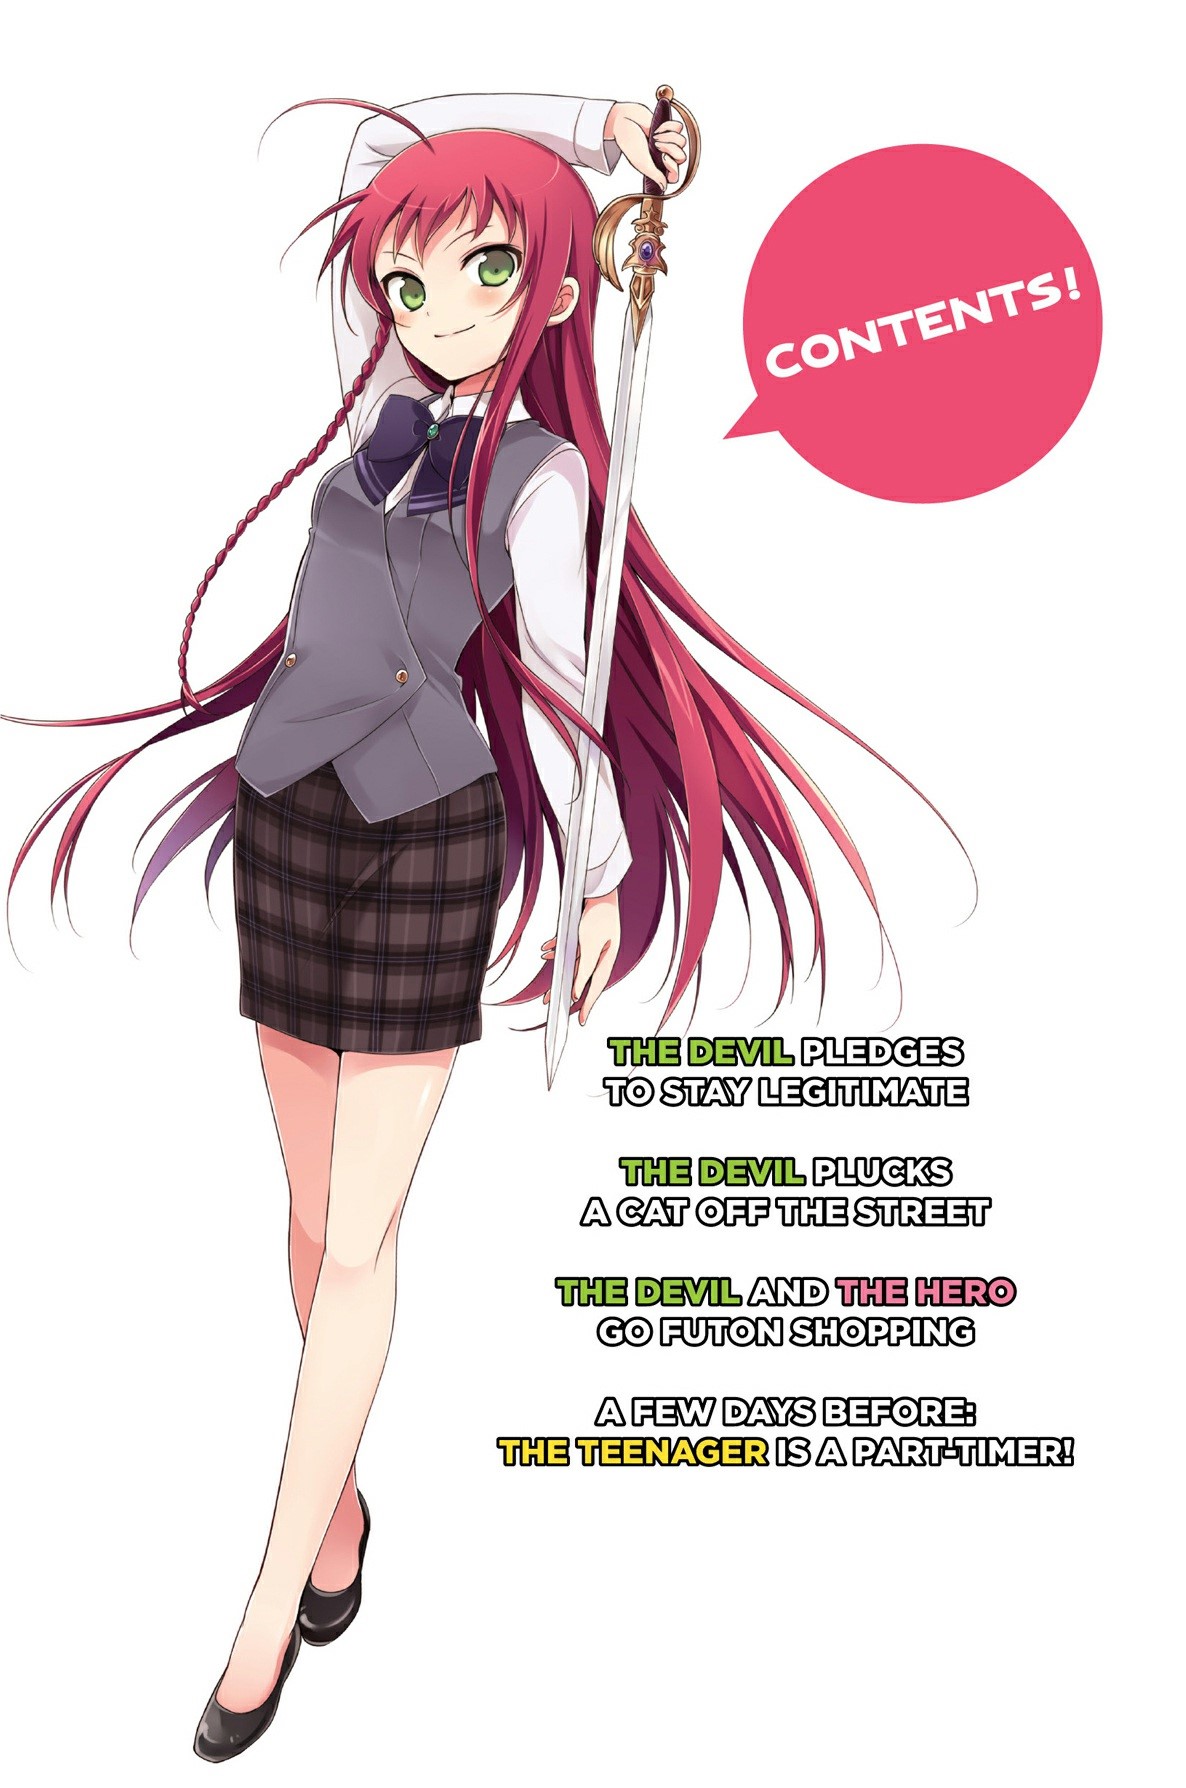 CONTENTS!
THE DEVIL PLEDGES
TO STAY LEGITIMATE
THE DEVIL PLUCKS
A CAT OFF THE STREET
THE DEVIL AND THE HERO
GO FUTON SHOPPING
A FEW DAYS BEFORE:
THE TEENAGER IS A PART-TIMER!